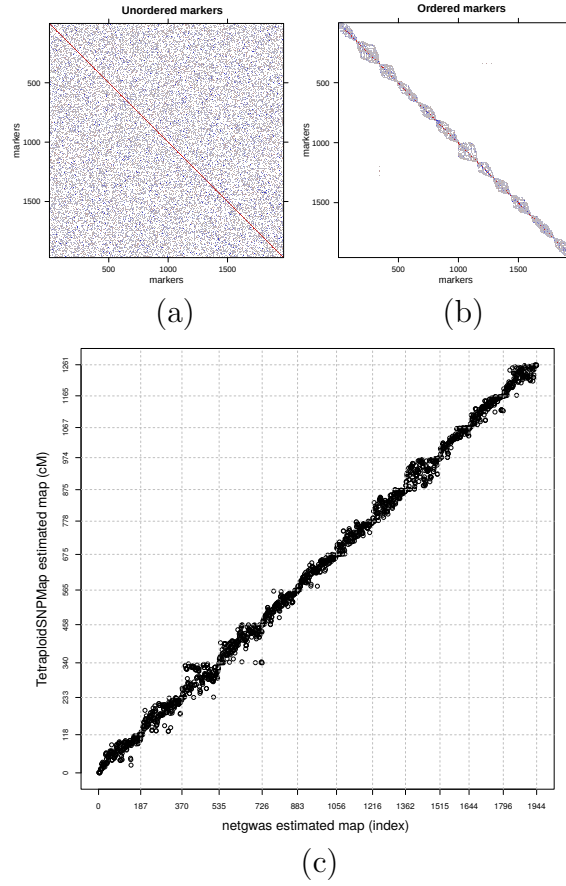 Unordered markers
500
1000
1500
markers
500
1000
1500
markers
(a)
Ordered markers
500
1000
1500
markers
500
1000
1500
markers
(b)
TetraploidSNPMap estimated map (cM)
1261
1165
1067
974
875
778
675
565
458
340
233
118
0
0 187 370 535 726 883 1056 1216 1362 1515 1644 1796 1944
netgwas estimated map (index)
(c)